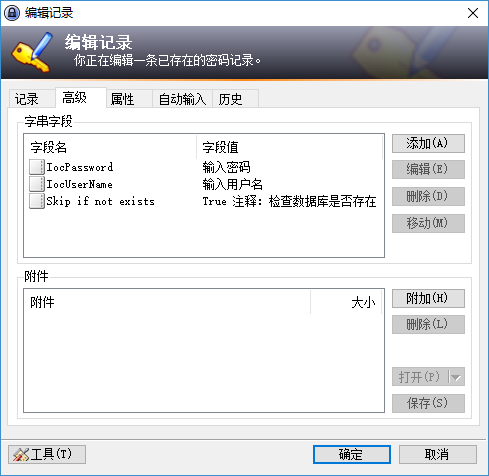 编辑记录
编辑记录
你正在编辑一条已存在的密码记录。
记录 高级 属性 自动输入 历史
字串字段
字段名 字段值
IocPassword 输入密码
IocUserName 输入用户名
Skip if not exists True 注释: 检查数据库是否存在
添加(A)
编辑(E)
删除(D)
移动(M)
附件
附件 大小
附加(H)
删除(L)
打开(P)
保存(S)
工具(T) 确定 取消